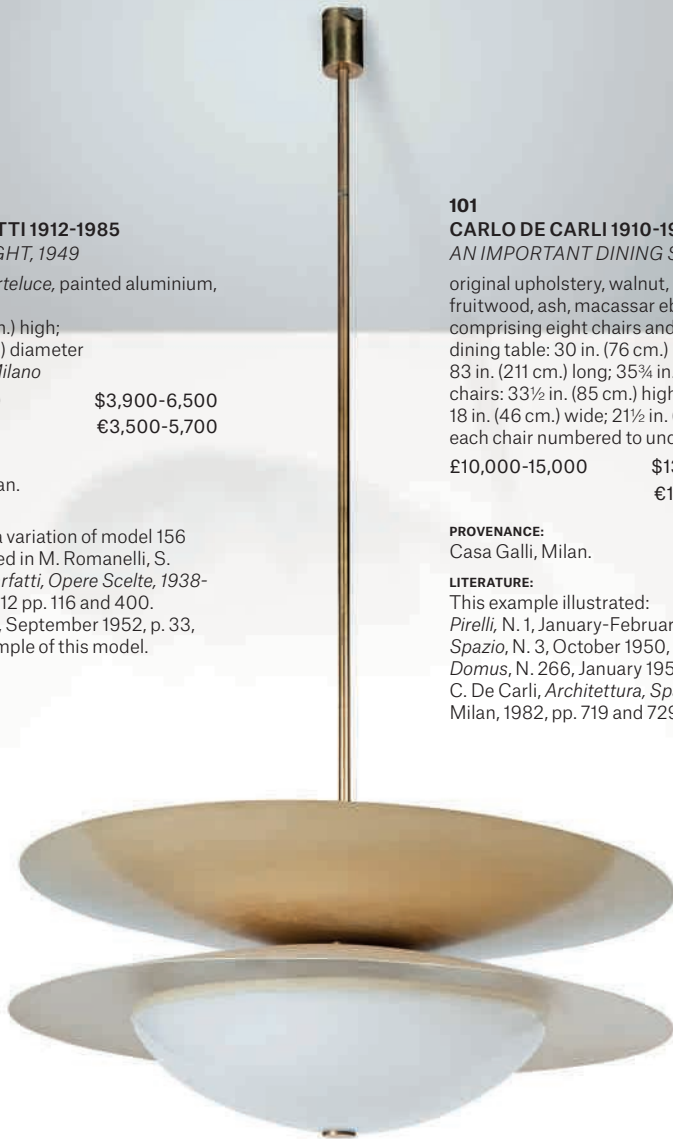 TTI 1912-1985
GHT, 1949
rteluce, painted aluminium,
m.) high;
) diameter
Milano
$3,900-6,500
€3,500-5,700
an.
a variation of model 156
ed in M. Romanelli, S.
rfatti, Opere Scelte, 1938-
12 pp. 116 and 400.
, September 1952, p. 33,
mple of this model.
101
CARLO DE CARLI 1910-19
AN IMPORTANT DINING S
original upholstery, walnut,
fruitwood, ash, macassar eb
comprising eight chairs and
dining table: 30 in. (76 cm.)
83 in. (211 cm.) long; 35¾ in.
chairs: 33½ in. (85 cm.) high
18 in. (46 cm.) wide; 21½ in. (
each chair numbered to und
£10,000-15,000 $13
€1
PROVENANCE:
Casa Galli, Milan.
LITERATURE:
This example illustrated:
Pirelli, N. 1, January-Februar
Spazio, N. 3, October 1950,
Domus, N. 266, January 195
C. De Carli, Architettura, Spa
Milan, 1982, pp. 719 and 729